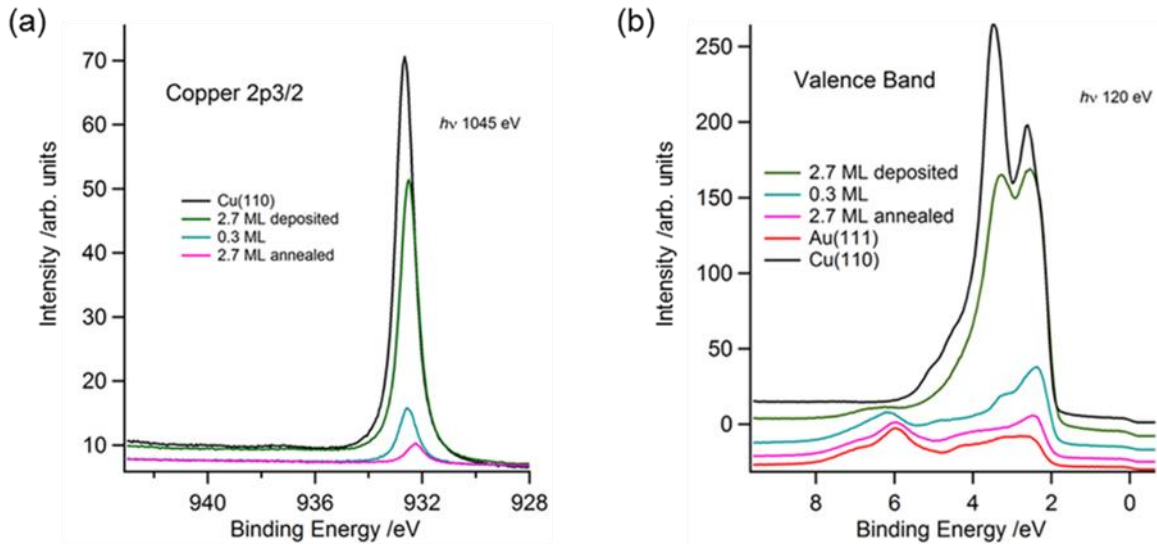 (a)
70
60
50
40
30
20
10
Intensity /arb. units
Copper 2p3/2
hν 1045 eV
Cu(110)
2.7 ML deposited
0.3 ML
2.7 ML annealed
940
936
932
928
Binding Energy /eV
(b)
250
200
150
100
50
0
Intensity /arb. units
Valence Band
hν 120 eV
2.7 ML deposited
0.3 ML
2.7 ML annealed
Au(111)
Cu(110)
8
6
4
2
0
Binding Energy /eV